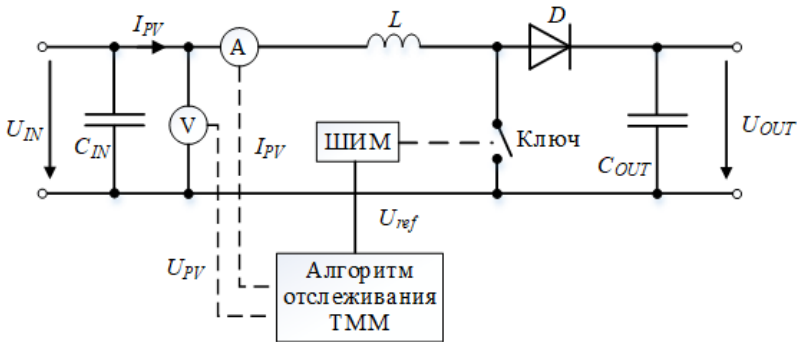 I_PV
L
D
A
U_IN
C_IN
V
I_PV
ШИМ
Ключ
C_OUT
U_OUT
U_ref
U_PV
Алгоритм
отслеживания
ТММ